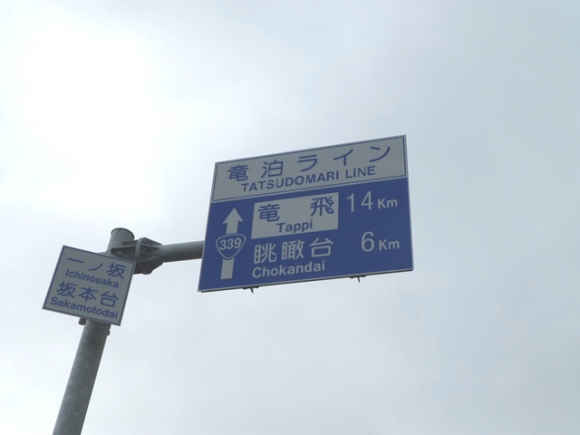 竜泊ライン
TATSUDOMARI LINE
竜飛 14Km
Tappi
339
眺瞰台 6Km
Chokandai
一ノ坂
Ichinosaka
坂本台
Sakamotodai